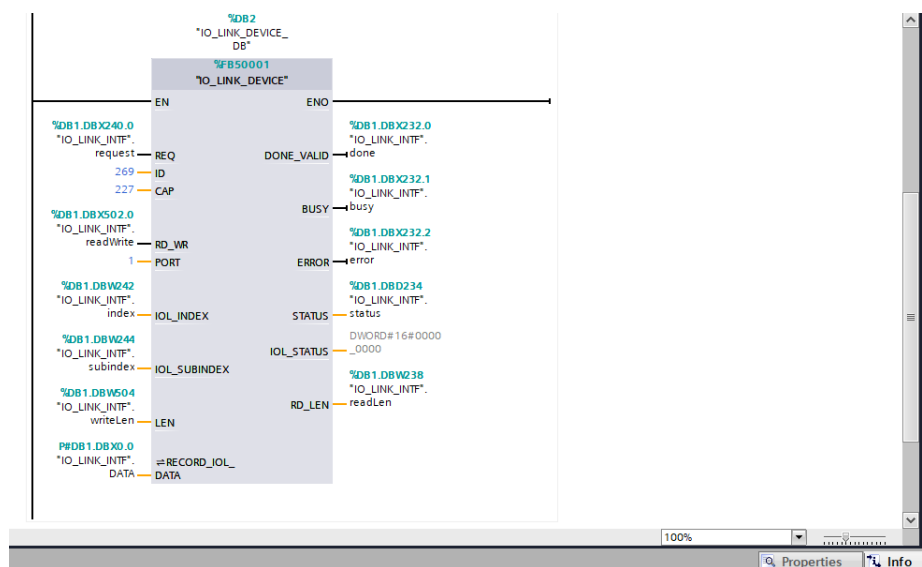 %DB2
"IO_LINK_DEVICE_
DB"
%FB50001
"IO_LINK_DEVICE"
EN ENO
%DB1.DBX240.0
"IO_LINK_INTF".
request REQ
269 ID
227 CAP
%DB1.DBX502.0
"IO_LINK_INTF".
readWrite RD_WR
1 PORT
%DB1.DBW242
"IO_LINK_INTF".
index IOL_INDEX
%DB1.DBW244
"IO_LINK_INTF".
subindex IOL_SUBINDEX
%DB1.DBW504
"IO_LINK_INTF".
writeLen LEN
P#DB1.DBX0.0
"IO_LINK_INTF".
DATA
⇌RECORD_IOL_
DATA
%DB1.DBX232.0
"IO_LINK_INTF".
DONE_VALID done
%DB1.DBX232.1
"IO_LINK_INTF".
BUSY busy
%DB1.DBX232.2
"IO_LINK_INTF".
ERROR error
%DB1.DBD234
"IO_LINK_INTF".
STATUS status
DWORD#16#0000
IOL_STATUS _0000
%DB1.DBW238
"IO_LINK_INTF".
RD_LEN readLen
100%
Properties Info